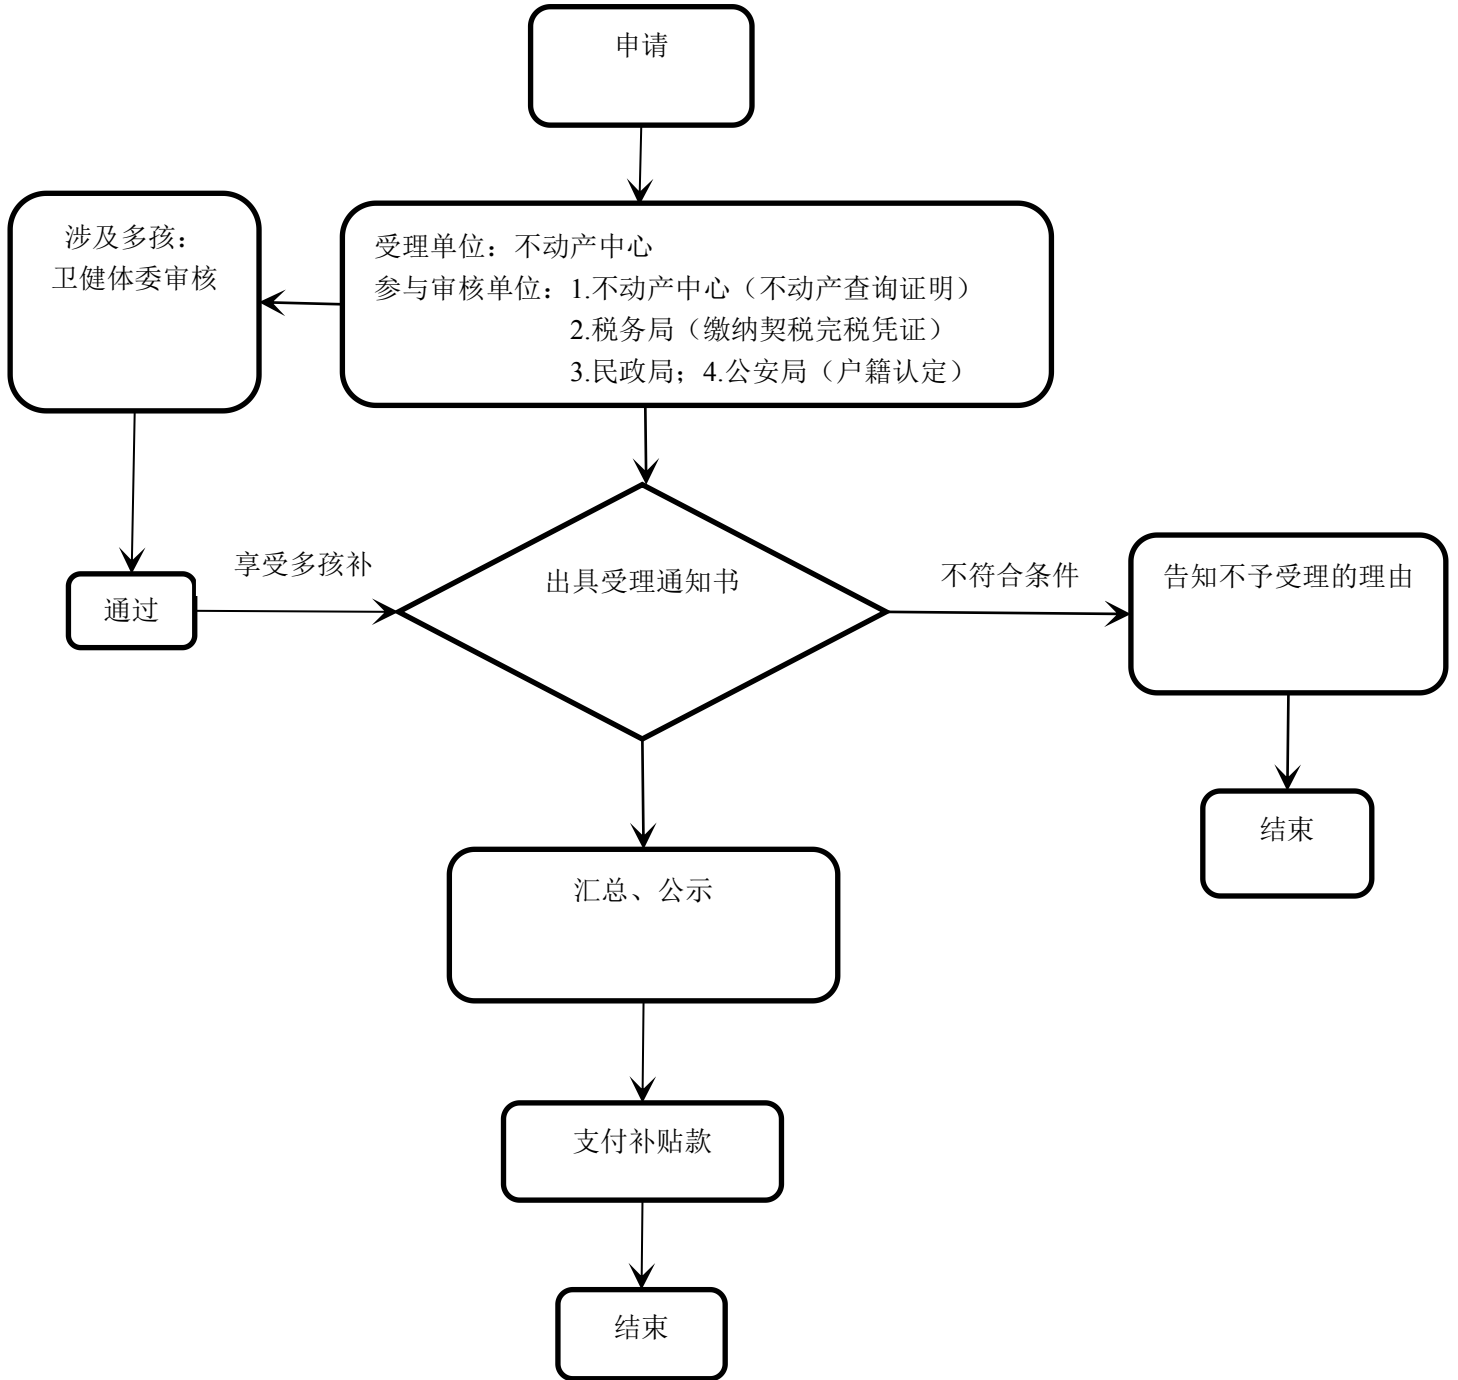 申请
涉及多孩：
卫健体委审核
受理单位：不动产中心
参与审核单位：1.不动产中心（不动产查询证明）
2.税务局（缴纳契税完税凭证）
3.民政局；4.公安局（户籍认定）
享受多孩补
通过
出具受理通知书
不符合条件
告知不予受理的理由
结束
汇总、公示
支付补贴款
结束